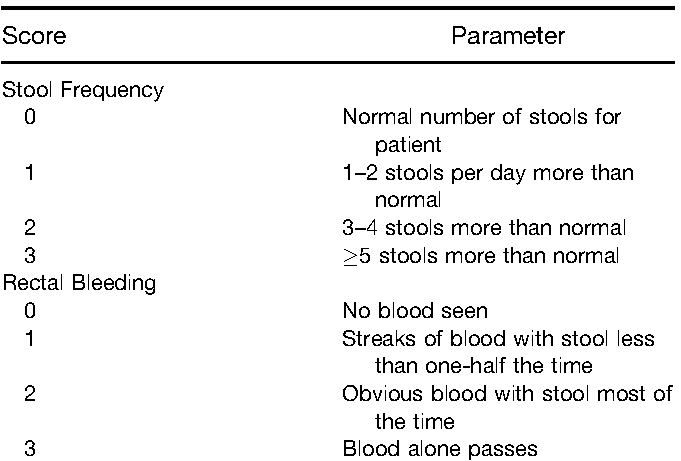 Score Parameter
Stool Frequency
0 Normal number of stools for
patient
1 1–2 stools per day more than
normal
2 3–4 stools more than normal
3 ≥5 stools more than normal
Rectal Bleeding
0 No blood seen
1 Streaks of blood with stool less
than one-half the time
2 Obvious blood with stool most of
the time
3 Blood alone passes